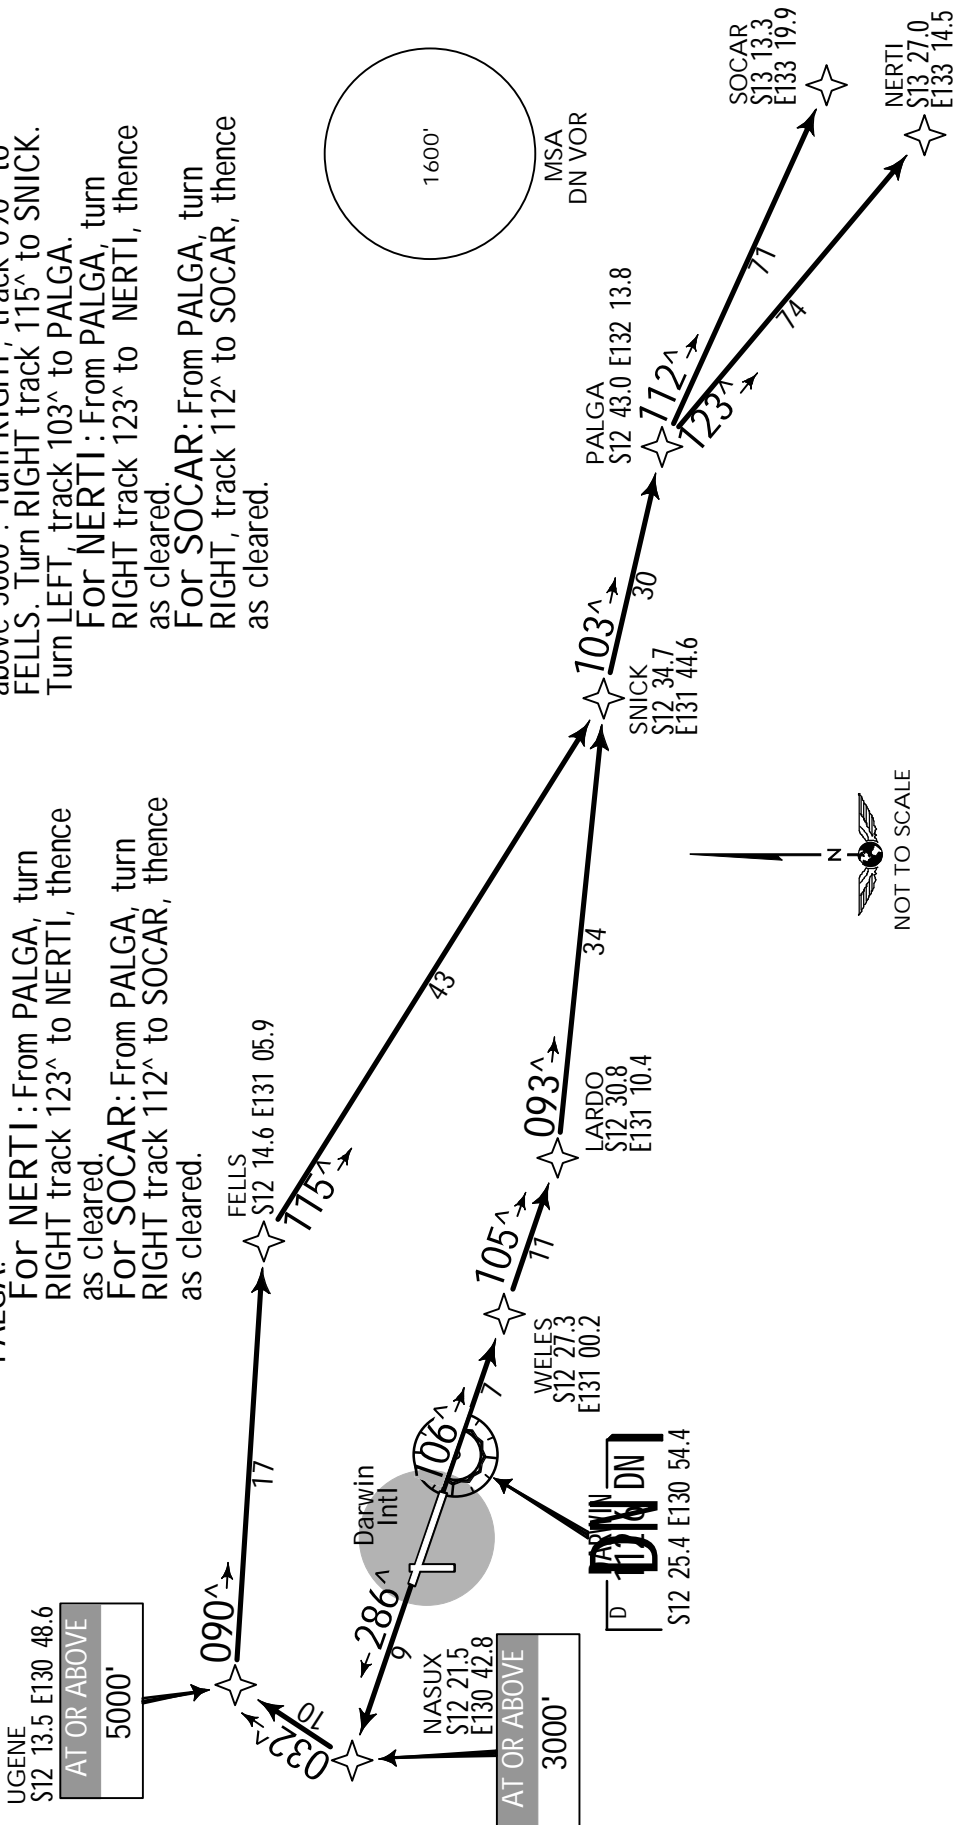 PALGA.
For NERTI: From PALGA, turn
RIGHT track 123^ to NERTI, thence
as cleared.
For SOCAR: From PALGA, turn
RIGHT track 112^ to SOCAR, thence
as cleared.
FELLS. Turn RIGHT track 115^ to SNICK.
Turn LEFT, track 103^ to PALGA.
For NERTI: From PALGA, turn
RIGHT track 123^ to NERTI, thence
as cleared.
For SOCAR: From PALGA, turn
RIGHT, track 112^ to SOCAR, thence
as cleared.
UGENE
S12 13.5 E130 48.6
AT OR ABOVE
5000'
090^
17
FELLS
S12 14.6 E131 05.9
115^
43
032^
10
NASUX
S12 21.5
E130 42.8
AT OR ABOVE
3000'
286^
9
Darwin
Intl
106^
7
WELES
S12 27.3
E131 00.2
105^
11
LARDO
S12 30.8
E131 10.4
093^
34
D
DARWIN
DN
S12 25.4 E130 54.4
SNICK
S12 34.7
E131 44.6
103^
30
PALGA
S12 43.0 E132 13.8
112^
71
123^
74
SOCAR
S13 13.3
E133 19.9
NERTI
S13 27.0
E133 14.5
1600'
MSA
DN VOR
N
NOT TO SCALE